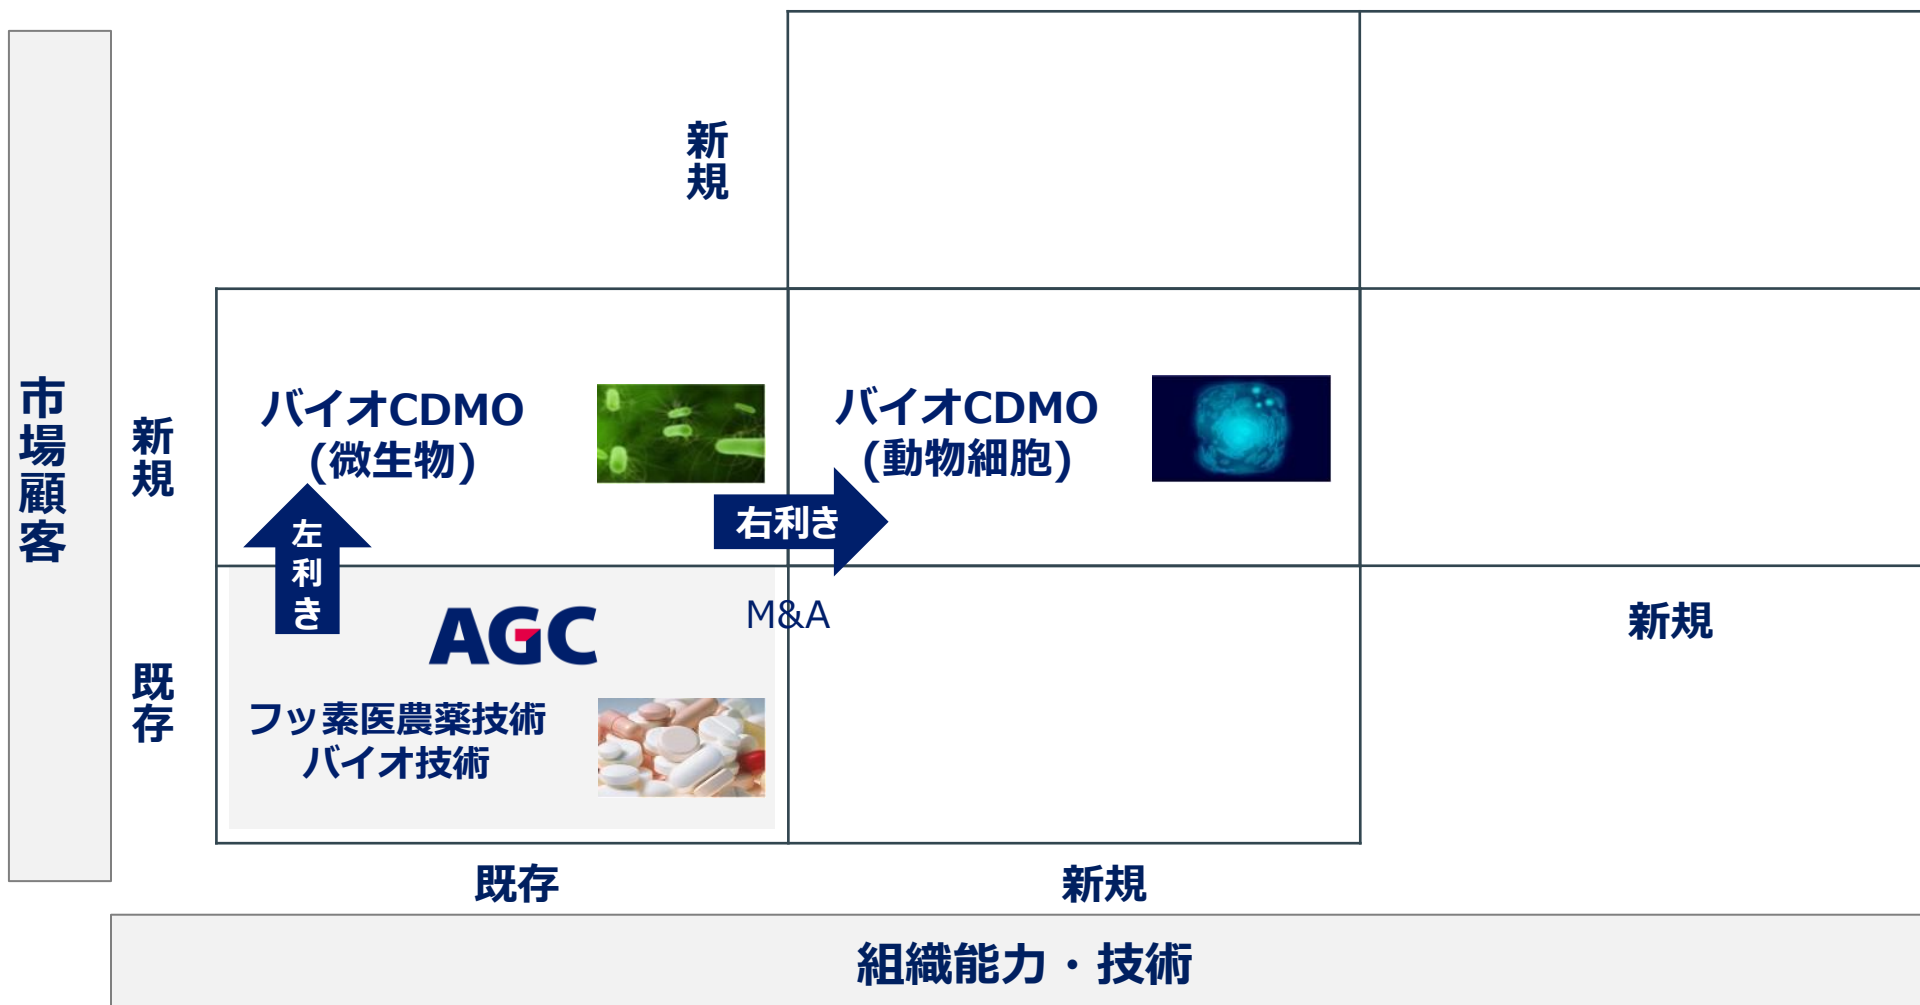 新規
市場顧客
新規
バイオCDMO
(微生物)
バイオCDMO
(動物細胞)
左利き
右利き
M&A
既存
AGC
フッ素医農薬技術
バイオ技術
新規
既存
新規
組織能力・技術